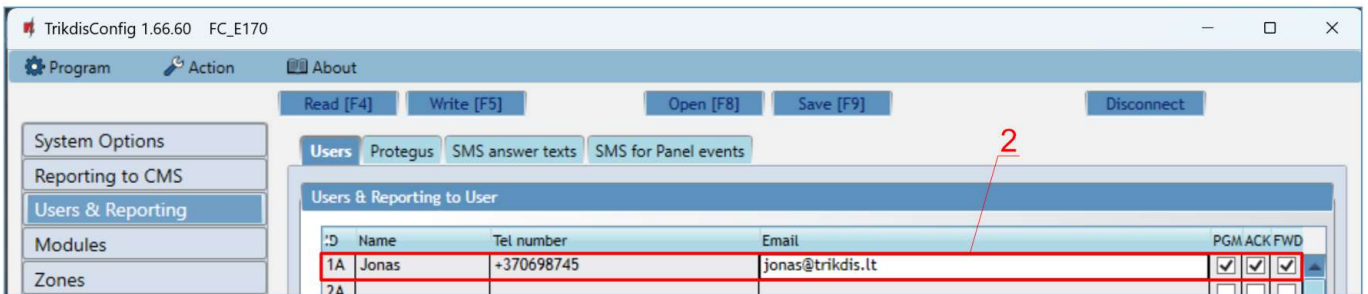 TrikdisConfig 1.66.60 FC_E170
Program Action About
Read [F4] Write [F5] Open [F8] Save [F9] Disconnect
System Options
Reporting to CMS
Users & Reporting
Modules
Zones
Users Protegus SMS answer texts SMS for Panel events
2
Users & Reporting to User
ID Name Tel number Email PGM ACK FWD
1A Jonas +370698745 jonas@trikdis.lt
2A